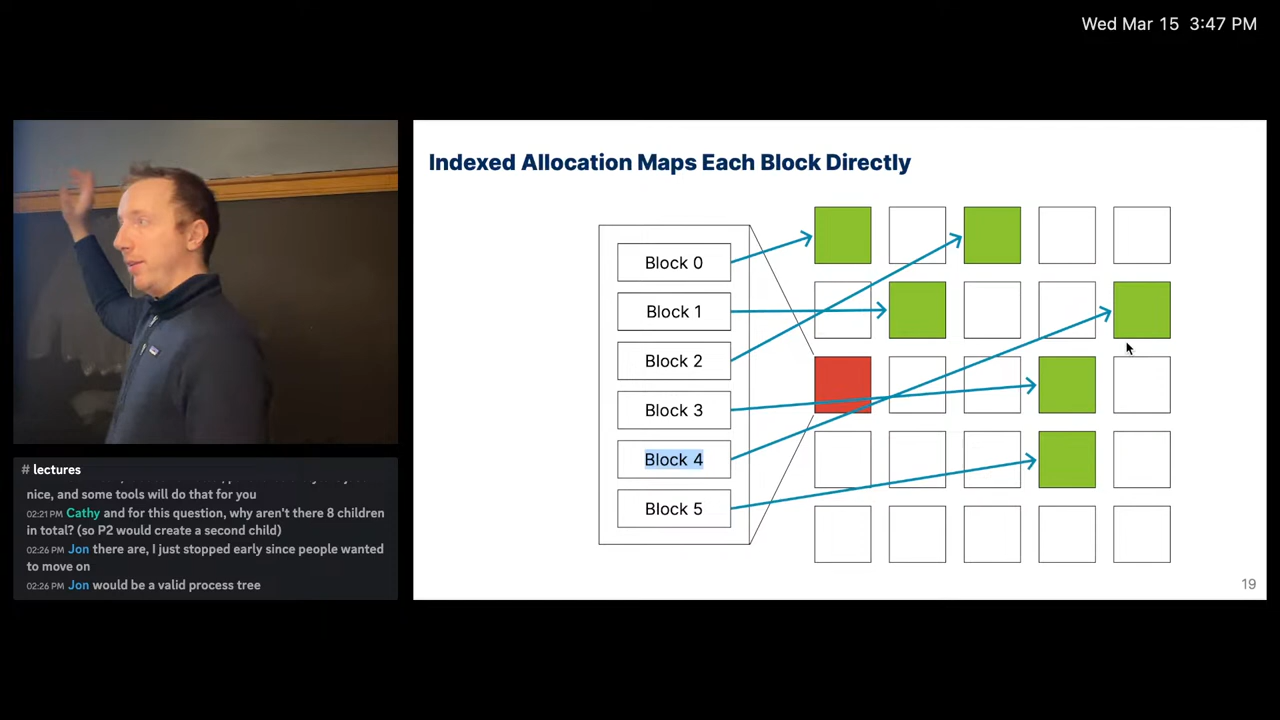 Wed Mar 15 3:47 PM
Indexed Allocation Maps Each Block Directly
Block 0
Block 1
Block 2
Block 3
Block 4
Block 5
19
# lectures
nice, and some tools will do that for you
02:21 PM Cathy and for this question, why aren't there 8 children
in total? (so P2 would create a second child)
02:26 PM Jon there are, I just stopped early since people wanted
to move on
02:26 PM Jon would be a valid process tree